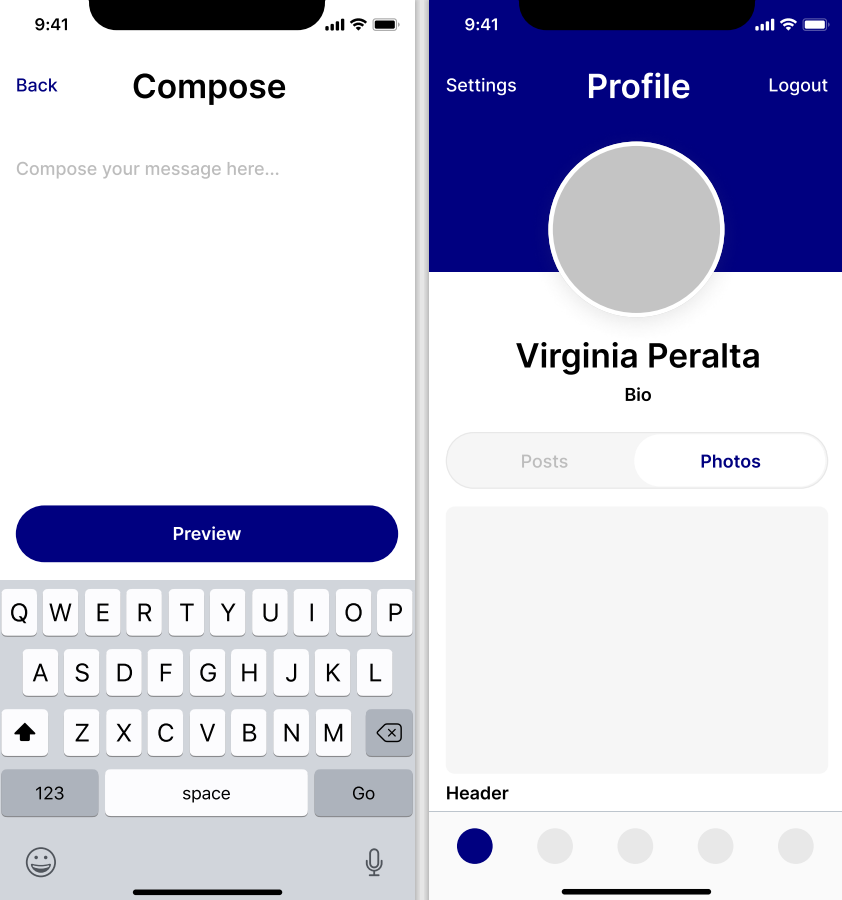 9:41
Back
Compose
Compose your message here...
Preview
Q W E R T Y U I O P
A S D F G H J K L
Z X C V B N M
123 space Go
9:41
Settings
Profile
Logout
Virginia Peralta
Bio
Posts
Photos
Header